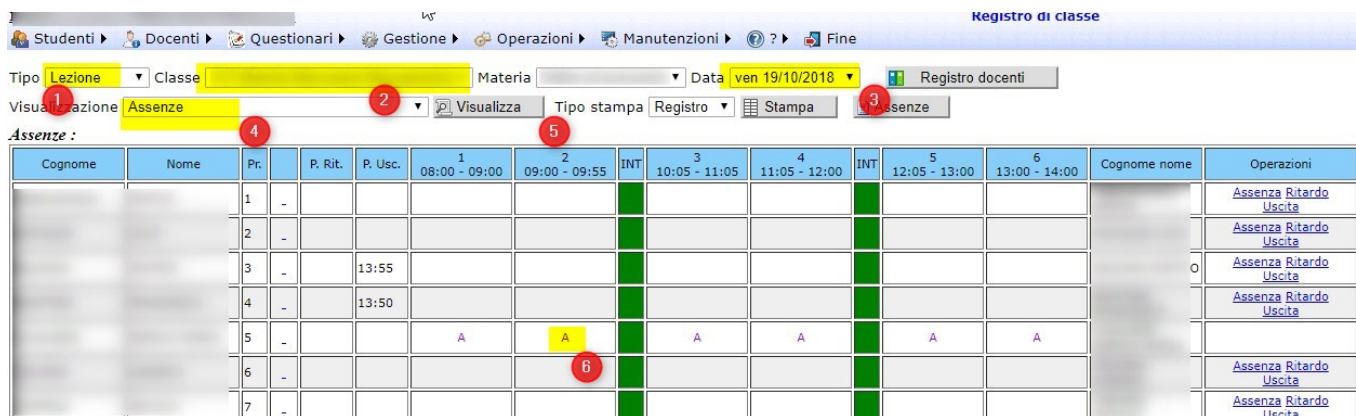 Registro di classe
Studenti Docenti Questionari Gestione Operazioni Manutenzioni ? Fine
Tipo Lezione Classe Materia Data ven 19/10/2018 Registro docenti
1 2 3
Visualizzazione Assenze Visualizza Tipo stampa Registro Stampa Assenze
Assenze :
4 5
Cognome Nome Pr. P. Rit. P. Usc. 1 08:00 - 09:00 2 09:00 - 09:55 INT 3 10:05 - 11:05 4 11:05 - 12:00 INT 5 12:05 - 13:00 6 13:00 - 14:00 Cognome nome Operazioni
1 - Assenza Ritardo Uscita
2 - Assenza Ritardo Uscita
3 - 13:55 O Assenza Ritardo Uscita
4 - 13:50 Assenza Ritardo Uscita
5 - A A A A A A
6
6 - Assenza Ritardo Uscita
7 - Assenza Ritardo Uscita